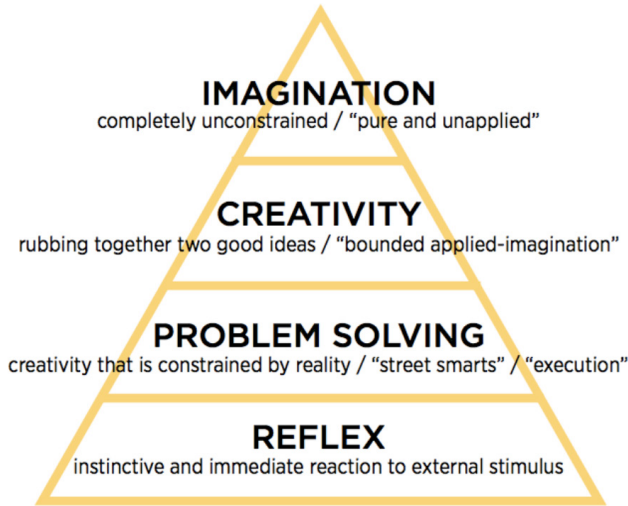 IMAGINATION
completely unconstrained / “pure and unapplied”
CREATIVITY
rubbing together two good ideas / “bounded applied-imagination”
PROBLEM SOLVING
creativity that is constrained by reality / “street smarts” / “execution”
REFLEX
instinctive and immediate reaction to external stimulus